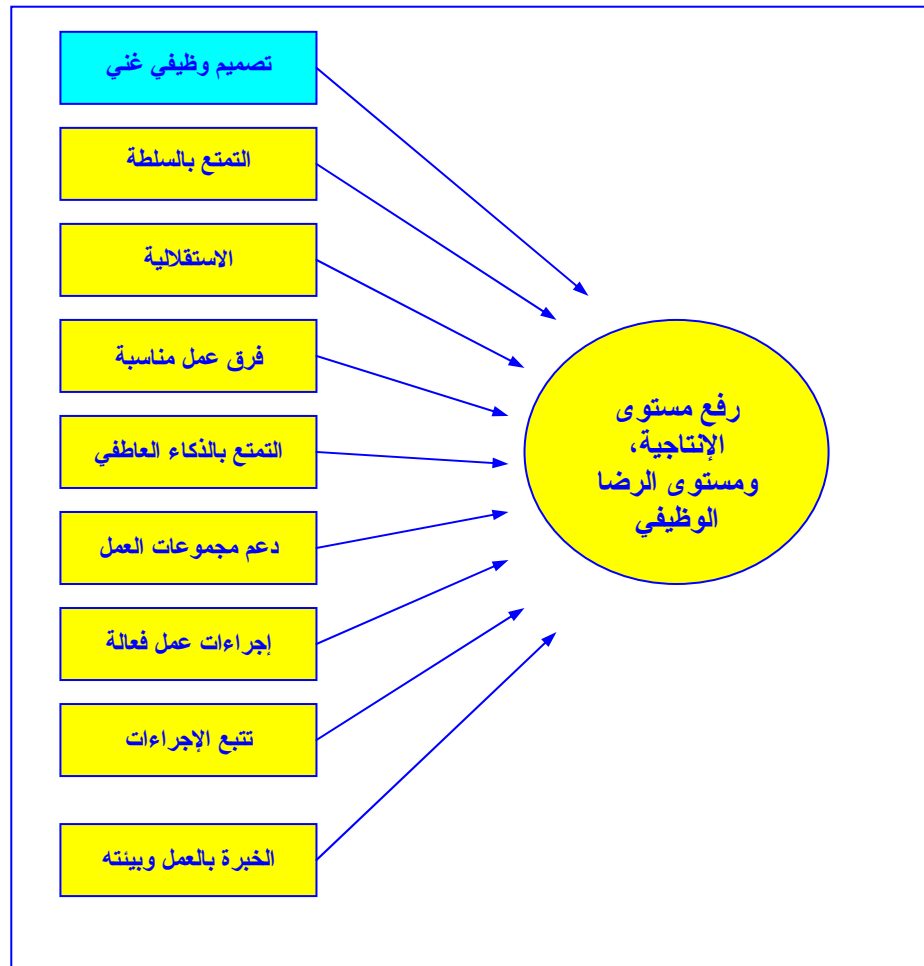 تصميم وظيفي غني
التمتع بالسلطة
الاستقلالية
فرق عمل مناسبة
التمتع بالذكاء العاطفي
دعم مجموعات العمل
إجراءات عمل فعالة
تتبع الإجراءات
الخبرة بالعمل وبيئته
رفع مستوى
الإنتاجية،
ومستوى الرضا
الوظيفي